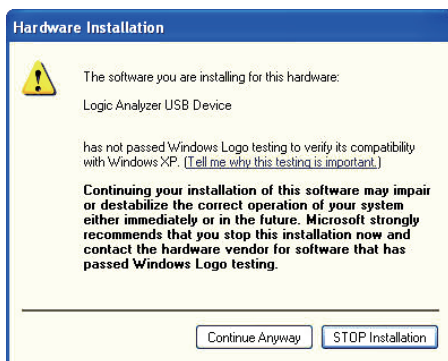 Hardware Installation
The software you are installing for this hardware:
Logic Analyzer USB Device
has not passed Windows Logo testing to verify its compatibility
with Windows XP. (Tell me why this testing is important.)
Continuing your installation of this software may impair
or destabilize the correct operation of your system
either immediately or in the future. Microsoft strongly
recommends that you stop this installation now and
contact the hardware vendor for software that has
passed Windows Logo testing.
Continue Anyway
STOP Installation